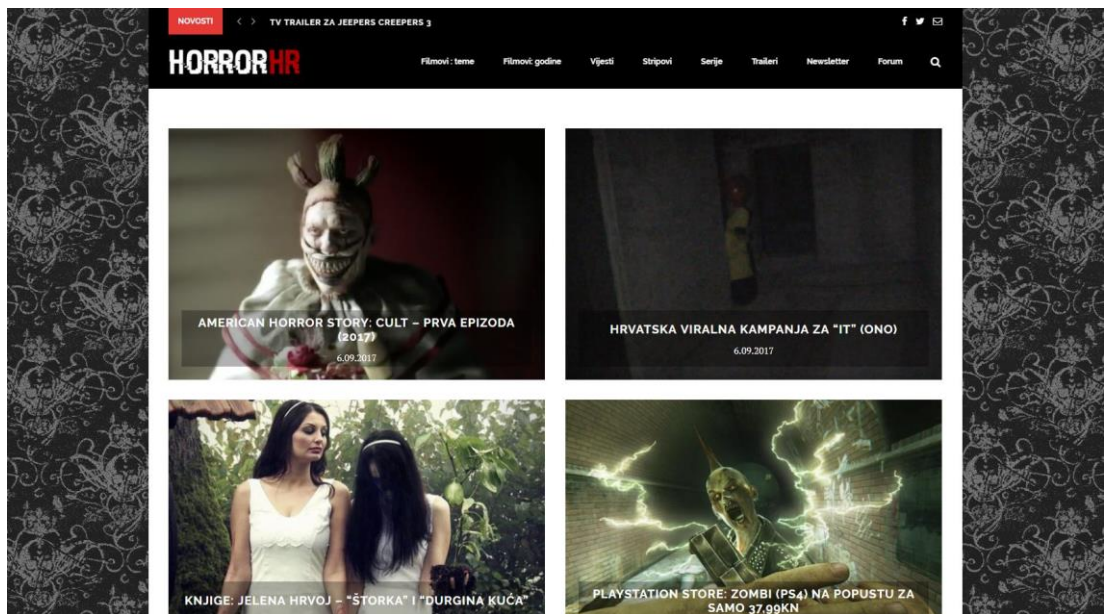 NOVOSTI
TV TRAILER ZA JEEPERS CREEPERS 3
HORRORHR
Filmovi : teme Filmovi: godine Vijesti Stripovi Serije Traileri Newsletter Forum
AMERICAN HORROR STORY: CULT – PRVA EPIZODA
(2017)
6.09.2017
HRVATSKA VIRALNA KAMPANJA ZA “IT” (ONO)
6.09.2017
KNJIGE: JELENA HRVOJ – “ŠTORKA” I “DURGINA KUĆA”
PLAYSTATION STORE: ZOMBI (PS4) NA POPUSTU ZA
SAMO 37,99KN